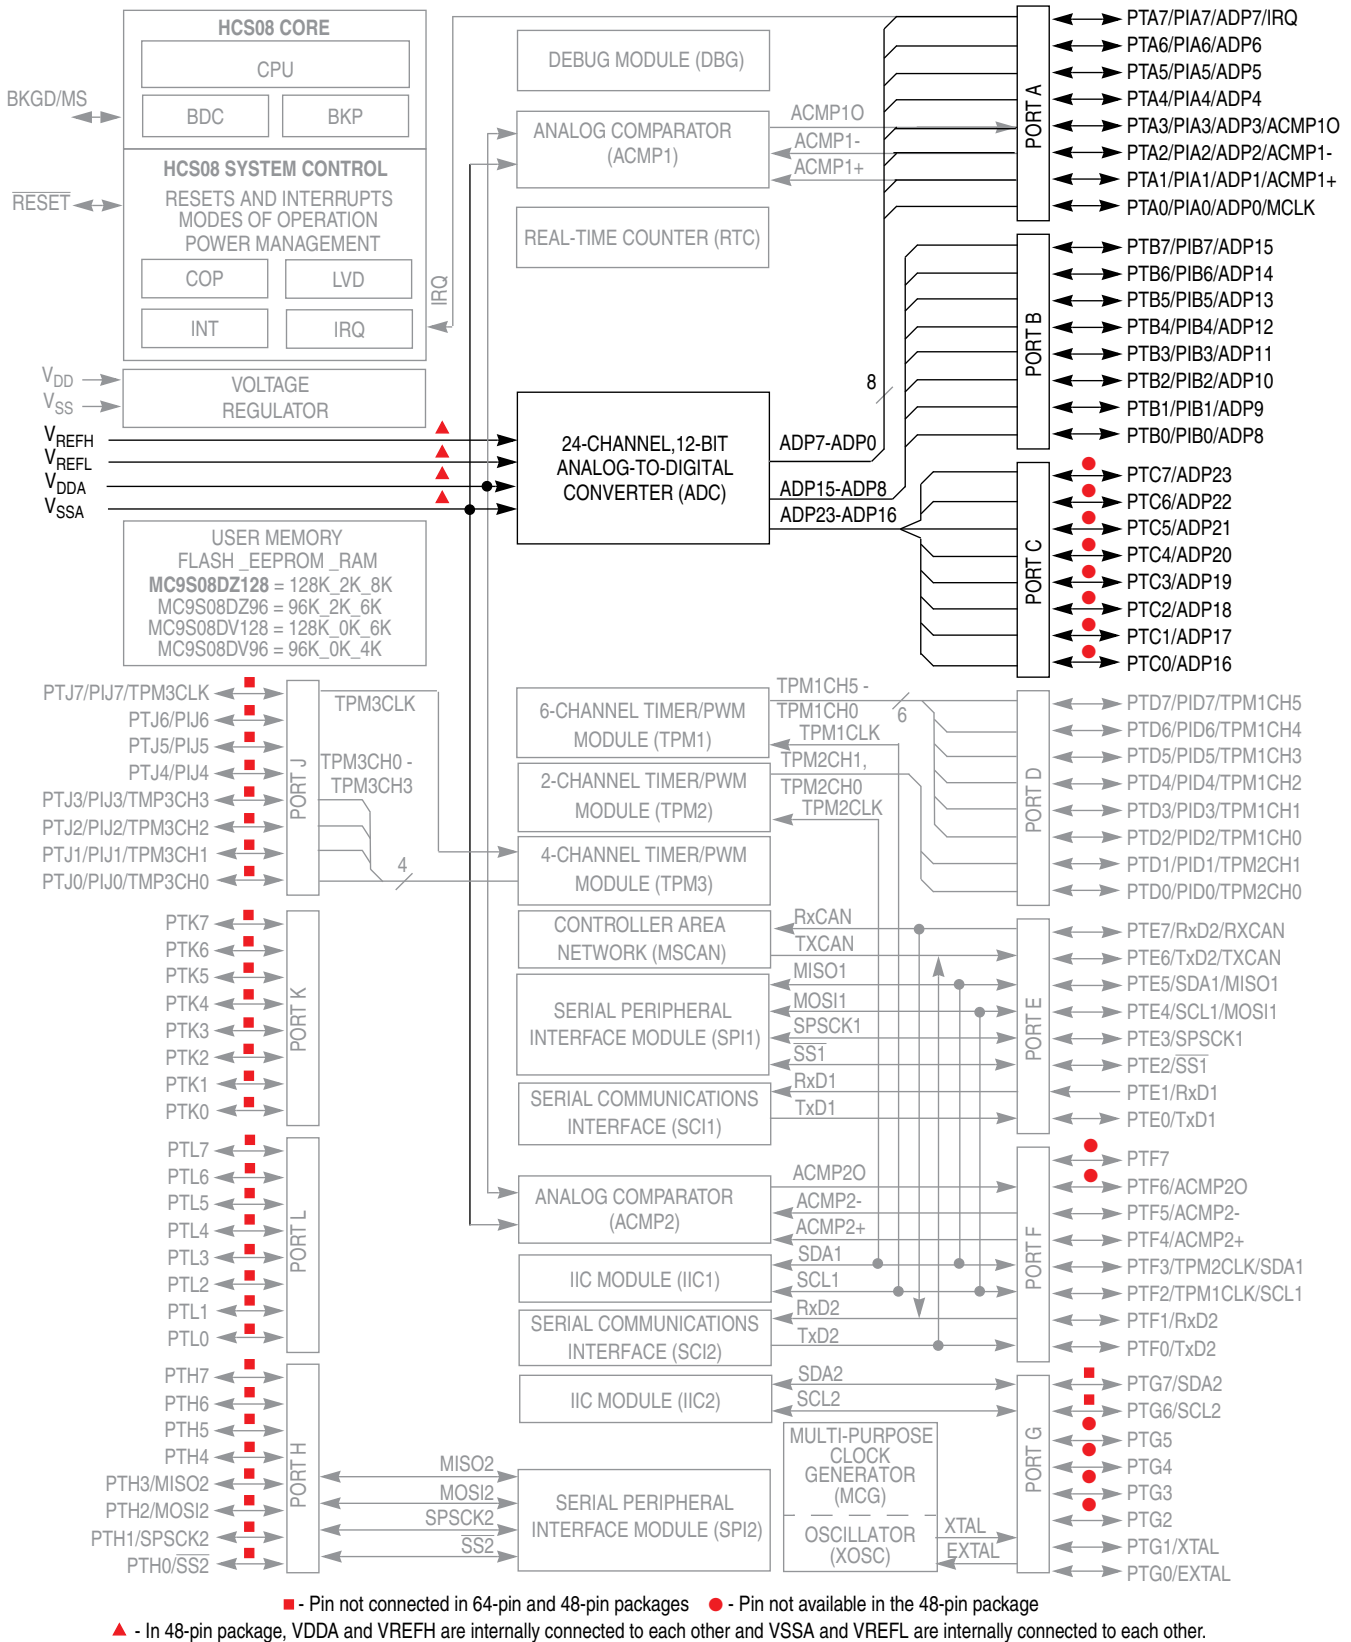 HCS08 CORE
CPU
BDC
BKP
BKGD/MS
HCS08 SYSTEM CONTROL
RESETS AND INTERRUPTS
MODES OF OPERATION
POWER MANAGEMENT
RESET
COP
LVD
INT
IRQ
IRQ
VDD
VSS
VOLTAGE
REGULATOR
VREFH
VREFL
VDDA
VSSA
USER MEMORY
FLASH _EEPROM _RAM
MC9S08DZ128 = 128K_2K_8K
MC9S08DZ96 = 96K_2K_6K
MC9S08DV128 = 128K_0K_6K
MC9S08DV96 = 96K_0K_4K
DEBUG MODULE (DBG)
ANALOG COMPARATOR
(ACMP1)
ACMP1O
ACMP1-
ACMP1+
REAL-TIME COUNTER (RTC)
24-CHANNEL,12-BIT
ANALOG-TO-DIGITAL
CONVERTER (ADC)
8
ADP7-ADP0
ADP15-ADP8
ADP23-ADP16
PORT A
PTA7/PIA7/ADP7/IRQ
PTA6/PIA6/ADP6
PTA5/PIA5/ADP5
PTA4/PIA4/ADP4
PTA3/PIA3/ADP3/ACMP1O
PTA2/PIA2/ADP2/ACMP1-
PTA1/PIA1/ADP1/ACMP1+
PTA0/PIA0/ADP0/MCLK
PORT B
PTB7/PIB7/ADP15
PTB6/PIB6/ADP14
PTB5/PIB5/ADP13
PTB4/PIB4/ADP12
PTB3/PIB3/ADP11
PTB2/PIB2/ADP10
PTB1/PIB1/ADP9
PTB0/PIB0/ADP8
PORT C
PTC7/ADP23
PTC6/ADP22
PTC5/ADP21
PTC4/ADP20
PTC3/ADP19
PTC2/ADP18
PTC1/ADP17
PTC0/ADP16
PTJ7/PIJ7/TPM3CLK
PTJ6/PIJ6
PTJ5/PIJ5
PTJ4/PIJ4
PTJ3/PIJ3/TMP3CH3
PTJ2/PIJ2/TPM3CH2
PTJ1/PIJ1/TPM3CH1
PTJ0/PIJ0/TMP3CH0
PORT J
TPM3CLK
TPM3CH0 -
TPM3CH3
4
6-CHANNEL TIMER/PWM
MODULE (TPM1)
TPM1CH5 -
TPM1CH0
6
TPM1CLK
2-CHANNEL TIMER/PWM
MODULE (TPM2)
TPM2CH1,
TPM2CH0
TPM2CLK
4-CHANNEL TIMER/PWM
MODULE (TPM3)
PORT D
PTD7/PID7/TPM1CH5
PTD6/PID6/TPM1CH4
PTD5/PID5/TPM1CH3
PTD4/PID4/TPM1CH2
PTD3/PID3/TPM1CH1
PTD2/PID2/TPM1CH0
PTD1/PID1/TPM2CH1
PTD0/PID0/TPM2CH0
PTK7
PTK6
PTK5
PTK4
PTK3
PTK2
PTK1
PTK0
PORT K
CONTROLLER AREA
NETWORK (MSCAN)
RxCAN
TXCAN
SERIAL PERIPHERAL
INTERFACE MODULE (SPI1)
MISO1
MOSI1
SPSCK1
SS1
SERIAL COMMUNICATIONS
INTERFACE (SCI1)
RxD1
TxD1
PORT E
PTE7/RxD2/RXCAN
PTE6/TxD2/TXCAN
PTE5/SDA1/MISO1
PTE4/SCL1/MOSI1
PTE3/SPSCK1
PTE2/SS1
PTE1/RxD1
PTE0/TxD1
PTL7
PTL6
PTL5
PTL4
PTL3
PTL2
PTL1
PTL0
PORT L
ANALOG COMPARATOR
(ACMP2)
ACMP2O
ACMP2-
ACMP2+
IIC MODULE (IIC1)
SDA1
SCL1
SERIAL COMMUNICATIONS
INTERFACE (SCI2)
RxD2
TxD2
PORT F
PTF7
PTF6/ACMP2O
PTF5/ACMP2-
PTF4/ACMP2+
PTF3/TPM2CLK/SDA1
PTF2/TPM1CLK/SCL1
PTF1/RxD2
PTF0/TxD2
PTH7
PTH6
PTH5
PTH4
PTH3/MISO2
PTH2/MOSI2
PTH1/SPSCK2
PTH0/SS2
PORT H
MISO2
MOSI2
SPSCK2
SS2
IIC MODULE (IIC2)
SDA2
SCL2
SERIAL PERIPHERAL
INTERFACE MODULE (SPI2)
MULTI-PURPOSE
CLOCK
GENERATOR
(MCG)
OSCILLATOR
(XOSC)
XTAL
EXTAL
PORT G
PTG7/SDA2
PTG6/SCL2
PTG5
PTG4
PTG3
PTG2
PTG1/XTAL
PTG0/EXTAL
- Pin not connected in 64-pin and 48-pin packages
- Pin not available in the 48-pin package
- In 48-pin package, VDDA and VREFH are internally connected to each other and VSSA and VREFL are internally connected to each other.